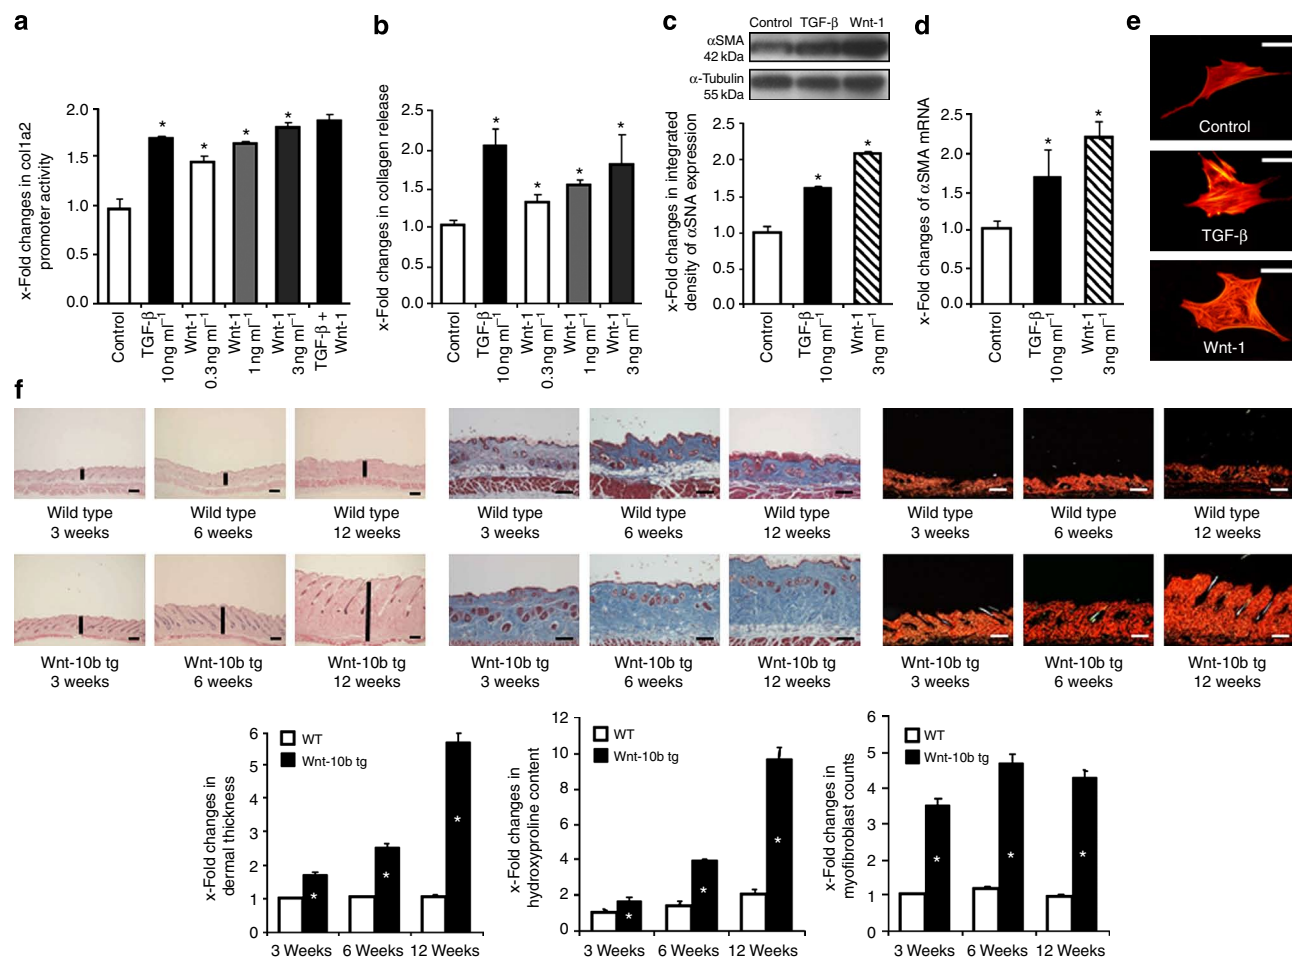 a
x-Fold changes in col1a2
promoter activity
2.0
1.5
1.0
0.5
0.0
Control
TGF-β
10 ng ml⁻¹
Wnt-1
0.3 ng ml⁻¹
Wnt-1
1 ng ml⁻¹
Wnt-1
3 ng ml⁻¹
TGF-β +
Wnt-1
* * * *
b
x-Fold changes in collagen release
2.5
2.0
1.5
1.0
0.5
0.0
Control
TGF-β
10 ng ml⁻¹
Wnt-1
0.3 ng ml⁻¹
Wnt-1
1 ng ml⁻¹
Wnt-1
3 ng ml⁻¹
* * * *
c
Control TGF-β Wnt-1
αSMA
42 kDa
α-Tubulin
55 kDa
x-Fold changes in integrated
density of αSNA expression
2.5
2.0
1.5
1.0
0.5
0.0
Control
TGF-β
10 ng ml⁻¹
Wnt-1
3 ng ml⁻¹
* *
d
x-Fold changes of αSMA mRNA
2.5
2.0
1.5
1.0
0.5
0.0
Control
TGF-β
10 ng ml⁻¹
Wnt-1
3 ng ml⁻¹
* *
e
Control
TGF-β
Wnt-1
f
Wild type
3 weeks
Wild type
6 weeks
Wild type
12 weeks
Wild type
3 weeks
Wild type
6 weeks
Wild type
12 weeks
Wild type
3 weeks
Wild type
6 weeks
Wild type
12 weeks
Wnt-10b tg
3 weeks
Wnt-10b tg
6 weeks
Wnt-10b tg
12 weeks
Wnt-10b tg
3 weeks
Wnt-10b tg
6 weeks
Wnt-10b tg
12 weeks
Wnt-10b tg
3 weeks
Wnt-10b tg
6 weeks
Wnt-10b tg
12 weeks
x-Fold changes in
dermal thickness
6
5
4
3
2
1
0
WT
Wnt-10b tg
* * *
3 Weeks 6 Weeks 12 Weeks
x-Fold changes in
hydroxyproline content
12
10
8
6
4
2
0
WT
Wnt-10b tg
* * *
3 Weeks 6 Weeks 12 Weeks
x-Fold changes in
myofibroblast counts
6
5
4
3
2
1
0
WT
Wnt-10b tg
* * *
3 Weeks 6 Weeks 12 Weeks